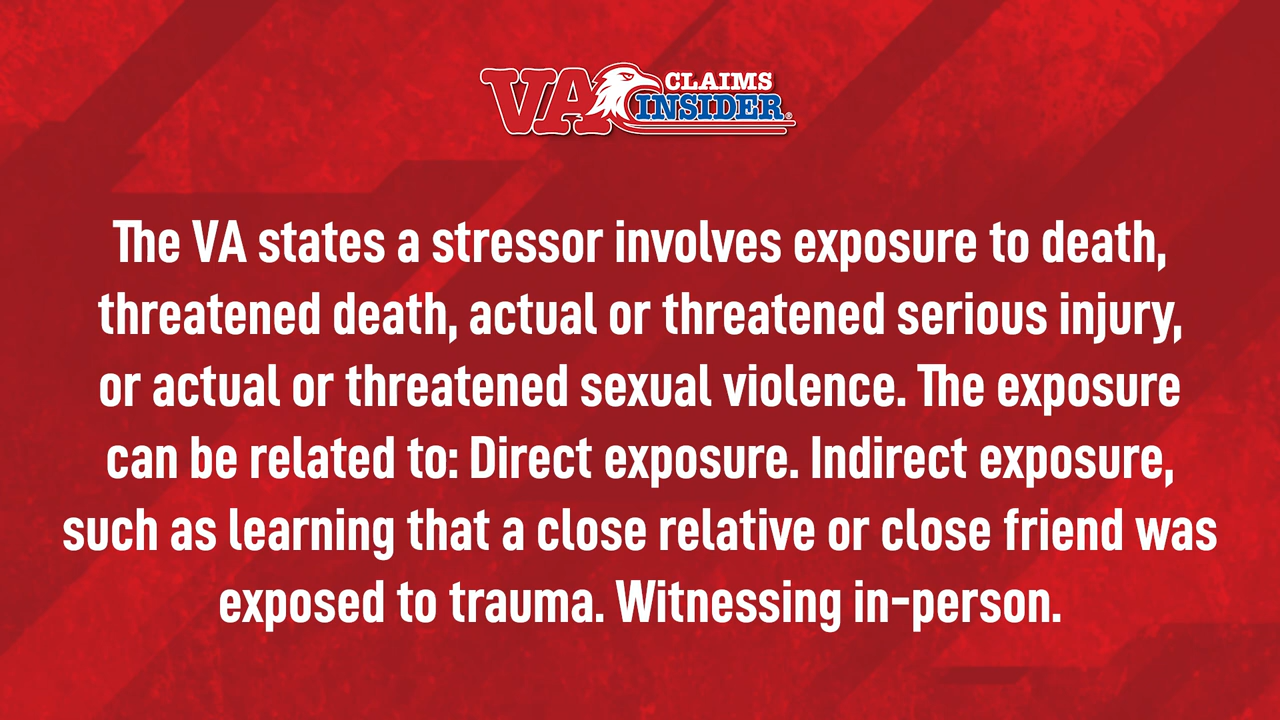 VA CLAIMS
INSIDER®
The VA states a stressor involves exposure to death,
threatened death, actual or threatened serious injury,
or actual or threatened sexual violence. The exposure
can be related to: Direct exposure. Indirect exposure,
such as learning that a close relative or close friend was
exposed to trauma. Witnessing in-person.